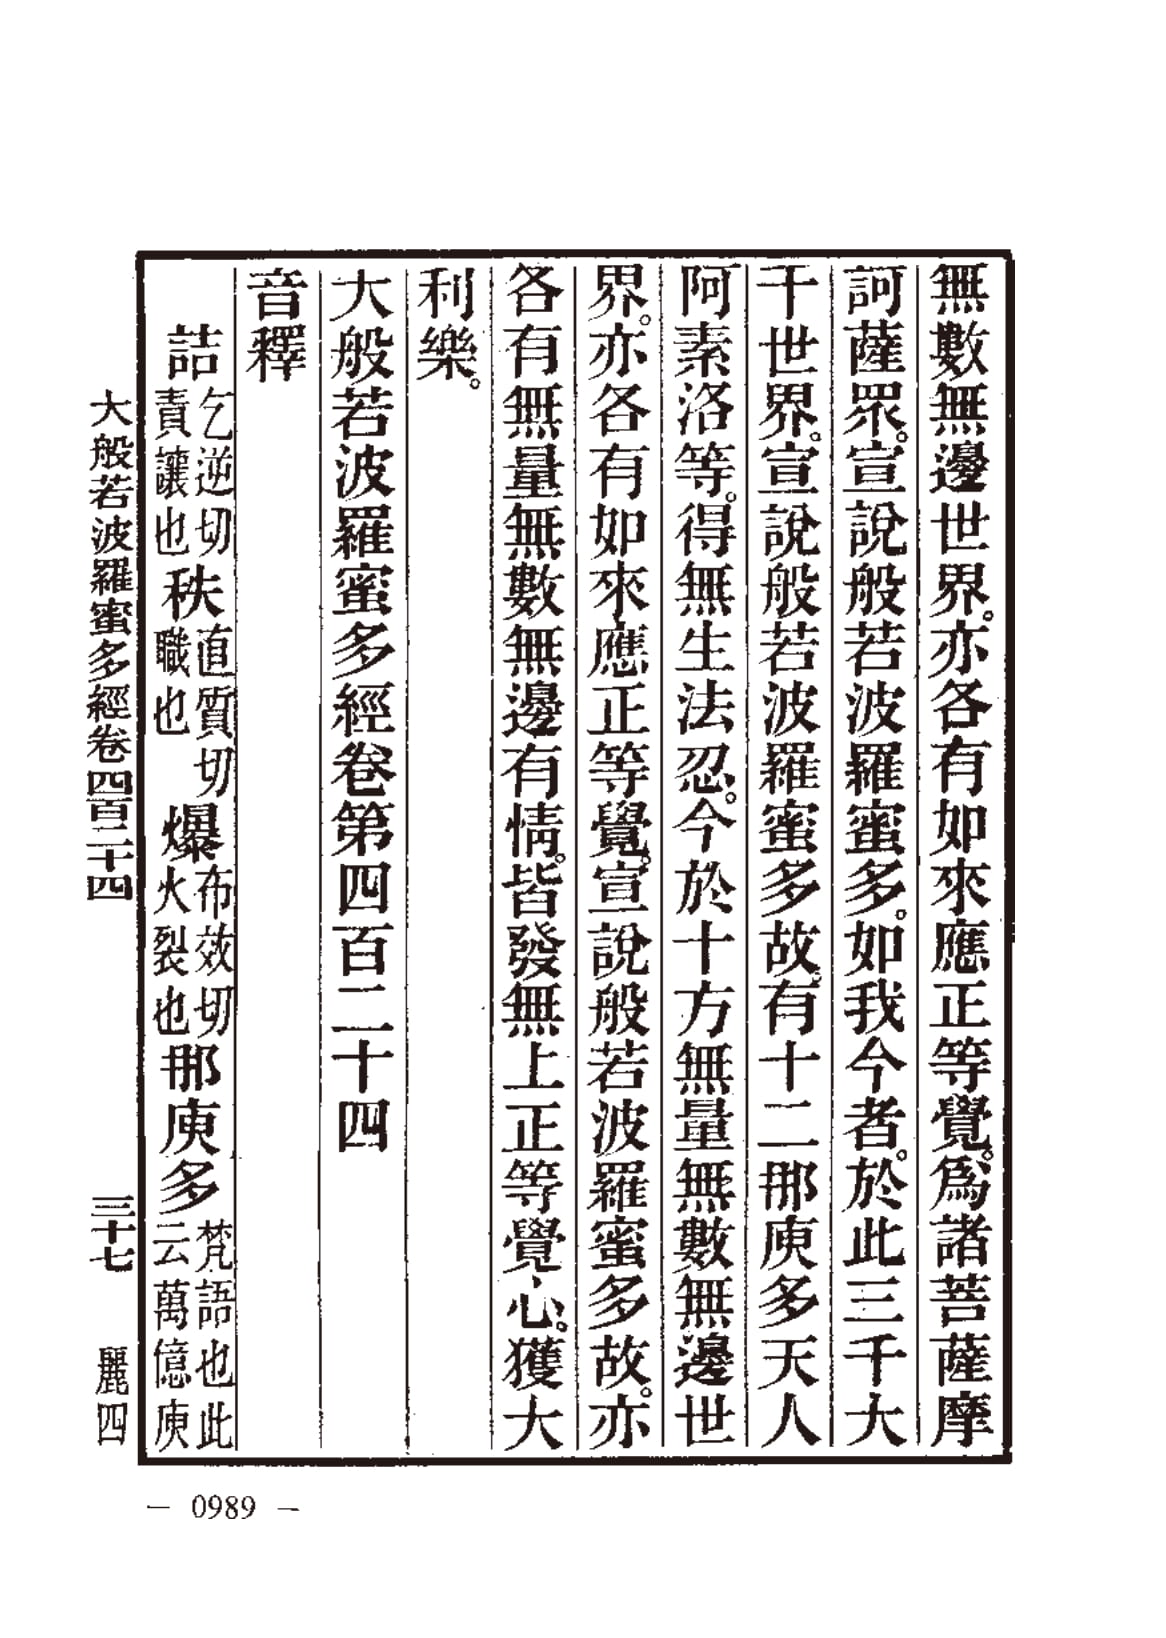 無數無邊世界。亦各有如來應正等覺。爲諸菩薩摩
訶薩眾。宣說般若波羅蜜多。如我今者。於此三千大
千世界。宣說般若波羅蜜多故。有十二那庾多天人
阿素洛等。得無生法忍。今於十方無量無數無邊世
界。亦各有如來應正等覺。宣說般若波羅蜜多故。亦
各有無量無數無邊有情。皆發無上正等覺心。獲大
利樂。
大般若波羅蜜多經卷第四百二十四
音釋
詰乞逆切責讓也秩直質切職也爆布效切火裂也那庾多梵語也此云萬億庾
大般若波羅蜜多經卷四百二十四 三十七 麗四
— 0989 —